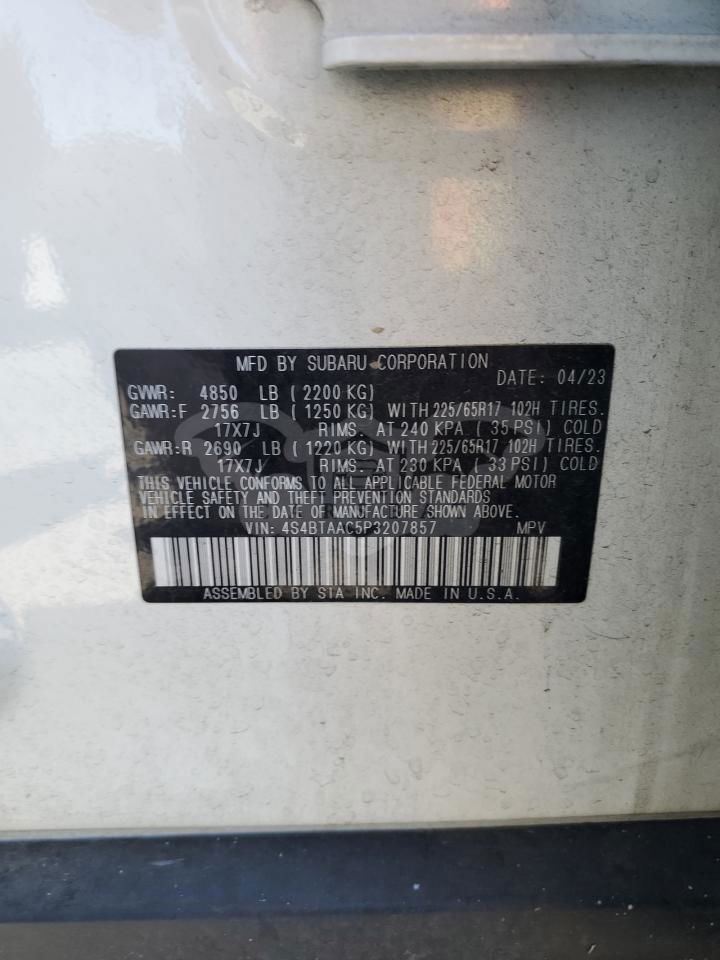 MFD BY SUBARU CORPORATION
DATE: 04/23
GVWR: 4850 LB ( 2200 KG)
GAWR:F 2756 LB ( 1250 KG) WITH 225/65R17 102H TIRES.
17X7J RIMS. AT 240 KPA ( 35 PSI) COLD
GAWR:R 2690 LB ( 1220 KG) WITH 225/65R17 102H TIRES.
17X7J RIMS. AT 230 KPA ( 33 PSI) COLD
THIS VEHICLE CONFORMS TO ALL APPLICABLE FEDERAL MOTOR
VEHICLE SAFETY AND THEFT PREVENTION STANDARDS
IN EFFECT ON THE DATE OF MANUFACTURE SHOWN ABOVE.
VIN: 4S4BTAAC5P3207857 MPV
ASSEMBLED BY SIA INC. MADE IN U.S.A.